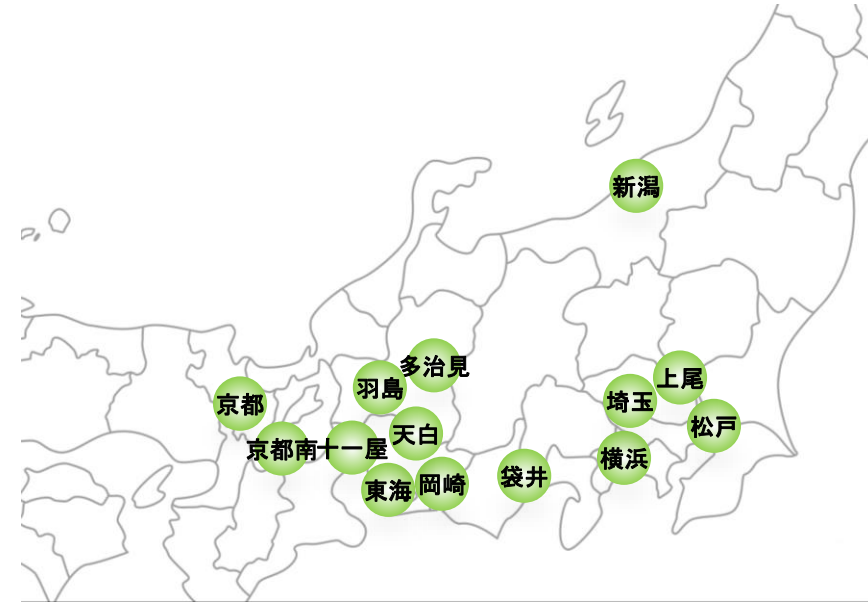 新潟
多治見
上尾
羽島
埼玉
京都
松戸
天白
京都南
十一屋
横浜
袋井
岡崎
東海